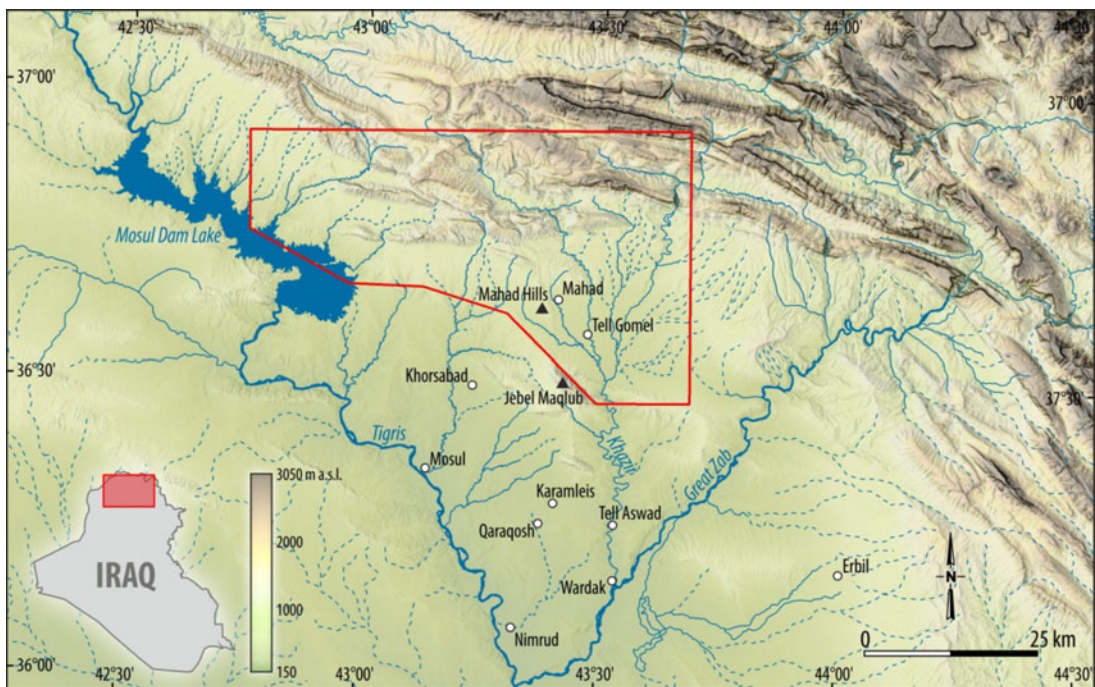 42°30'
43°00'
43°30'
44°00'
44°30'
37°00'
37°00'
Mosul Dam Lake
Mahad Hills
Mahad
Tell Gomel
36°30'
Khorsabad
Jebel Maqlub
37°30'
Tigris
Khazir
Mosul
Great Zab
3050 m a.s.l.
2000
1000
150
IRAQ
Karamleis
Qaraqosh
Tell Aswad
Wardak
Erbil
N
Nimrud
0
25 km
36°00'
36°00'
42°30'
43°00'
43°30'
44°00'
44°30'